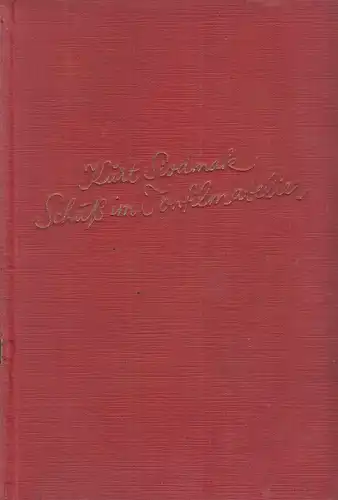 Kurt Siodmak
Schuß im Tonfilmatelier